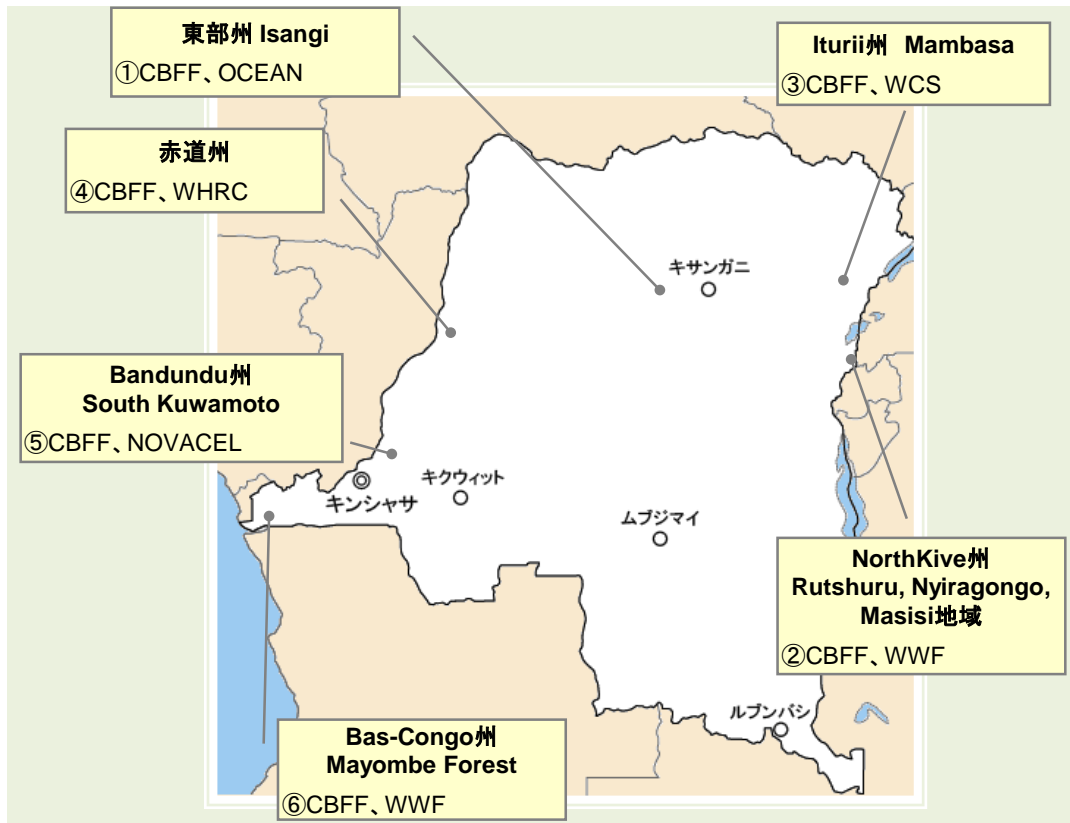 東部州 Isangi
①CBFF、OCEAN
Iturii州 Mambasa
③CBFF、WCS
赤道州
④CBFF、WHRC
キサンガニ
Bandundu州
South Kuwamoto
⑤CBFF、NOVACEL
キンシャサ
キクウィット
ムブジマイ
NorthKive州
Rutshuru, Nyiragongo,
Masisi地域
②CBFF、WWF
ルブンバシ
Bas-Congo州
Mayombe Forest
⑥CBFF、WWF